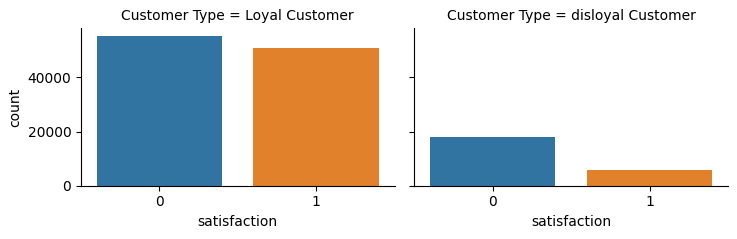 Customer Type = Loyal Customer
Customer Type = disloyal Customer
count
40000
20000
0
0
1
0
1
satisfaction
satisfaction